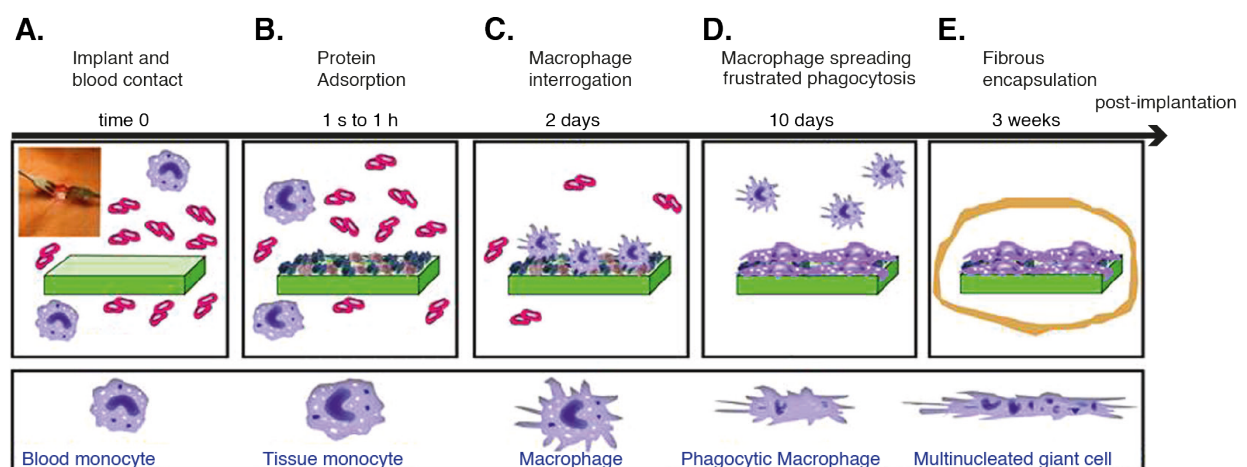 A.
B.
C.
D.
E.
Implant and
blood contact
Protein
Adsorption
Macrophage
interrogation
Macrophage spreading
frustrated phagocytosis
Fibrous
encapsulation
post-implantation
time 0
1 s to 1 h
2 days
10 days
3 weeks
Blood monocyte
Tissue monocyte
Macrophage
Phagocytic Macrophage
Multinucleated giant cell